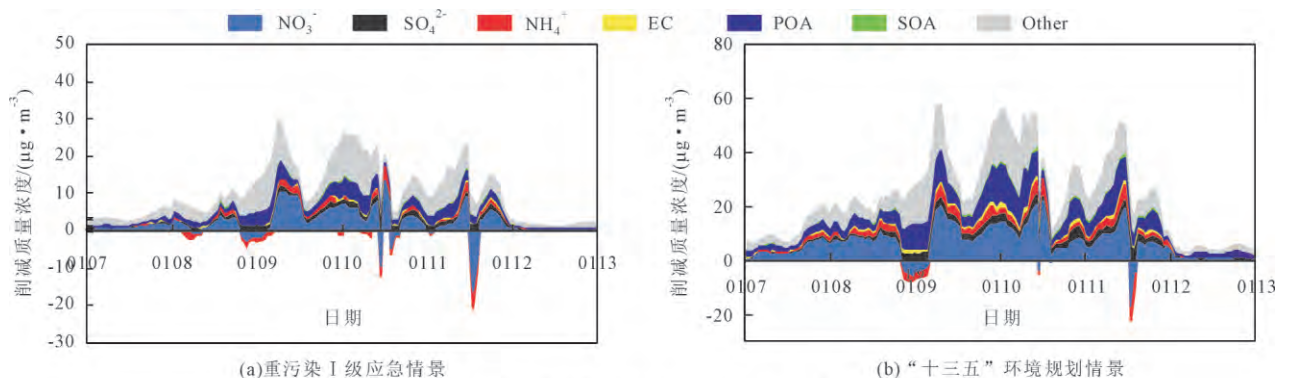 NO₃⁻ SO₄²⁻ NH₄⁺ EC POA SOA Other
削减质量浓度/(μg·m⁻³)
50
40
30
20
10
0
-10
-20
-30
0107 0108 0109 0110 0111 0112 0113
日期
(a)重污染Ⅰ级应急情景
削减质量浓度/(μg·m⁻³)
80
60
40
20
0
-20
0107 0108 0109 0110 0111 0112 0113
日期
(b)“十三五”环境规划情景